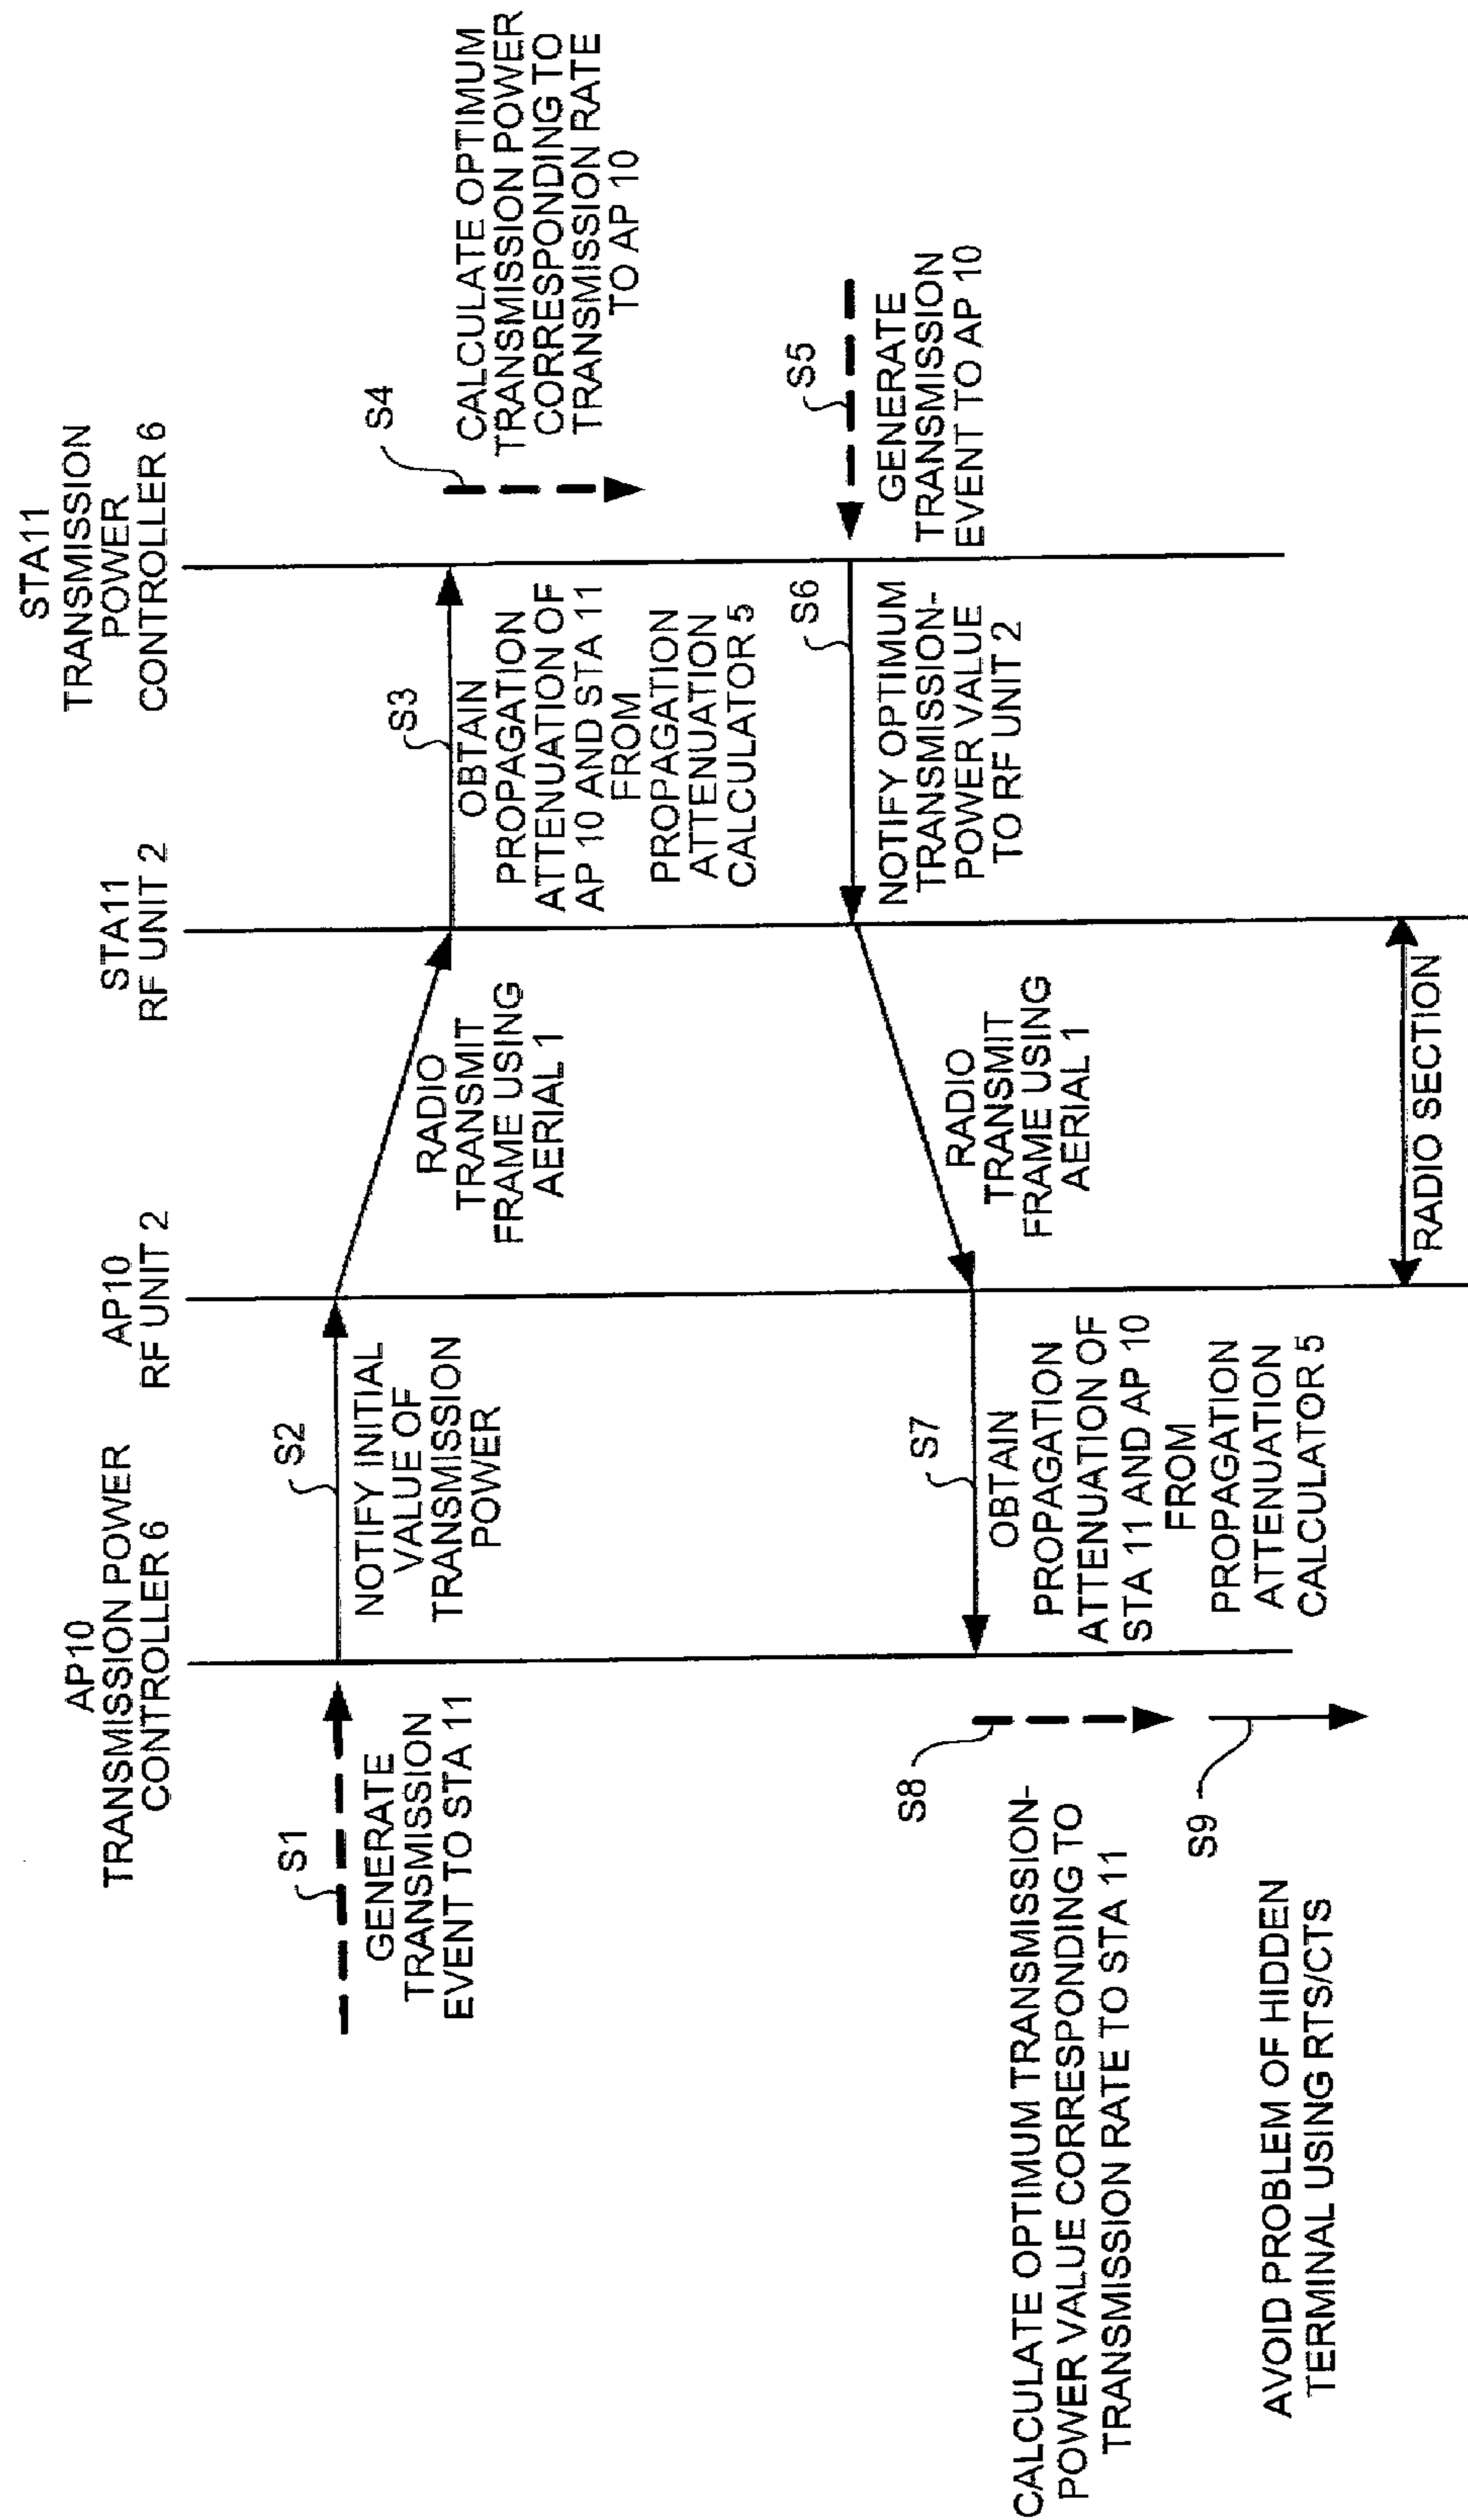 AP10
TRANSMISSION POWER
CONTROLLER 6
AP10
RF UNIT 2
STA11
RF UNIT 2
STA11
TRANSMISSION
POWER
CONTROLLER 6
S1
GENERATE
TRANSMISSION
EVENT TO STA 11
S2
NOTIFY INITIAL
VALUE OF
TRANSMISSION
POWER
RADIO
TRANSMIT
FRAME USING
AERIAL 1
S3
OBTAIN
PROPAGATION
ATTENUATION OF
AP 10 AND STA 11
FROM
PROPAGATION
ATTENUATION
CALCULATOR 5
S4
CALCULATE OPTIMUM
TRANSMISSION POWER
CORRESPONDING TO
TRANSMISSION RATE
TO AP 10
S5
GENERATE
TRANSMISSION
EVENT TO AP 10
S6
NOTIFY OPTIMUM
TRANSMISSION-
POWER VALUE
TO RF UNIT 2
RADIO
TRANSMIT
FRAME USING
AERIAL 1
S7
OBTAIN
PROPAGATION
ATTENUATION OF
STA 11 AND AP 10
FROM
PROPAGATION
ATTENUATION
CALCULATOR 5
S8
CALCULATE OPTIMUM TRANSMISSION-
POWER VALUE CORRESPONDING TO
TRANSMISSION RATE TO STA 11
S9
AVOID PROBLEM OF HIDDEN
TERMINAL USING RTS/CTS
RADIO SECTION